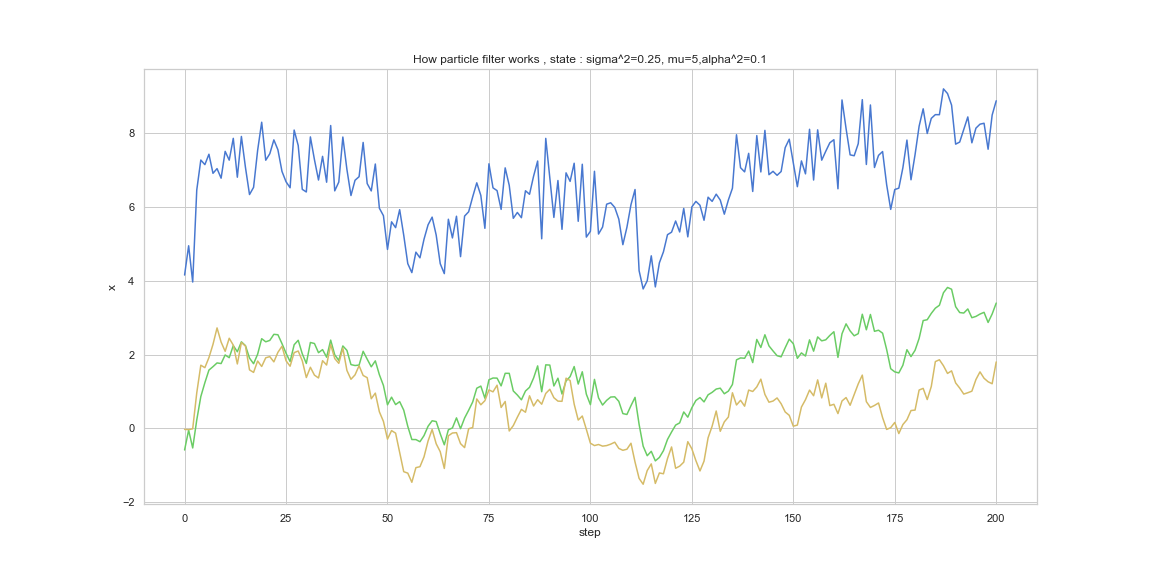 How particle filter works , state : sigma^2=0.25, mu=5,alpha^2=0.1
x
8
6
4
2
0
−2
0 25 50 75 100 125 150 175 200
step